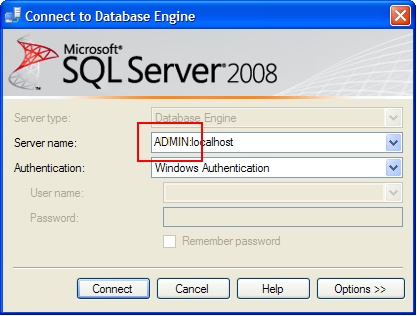 Connect to Database Engine
Microsoft®
SQL Server® 2008
Server type: Database Engine
Server name: ADMIN:localhost
Authentication: Windows Authentication
User name:
Password:
Remember password
Connect Cancel Help Options >>